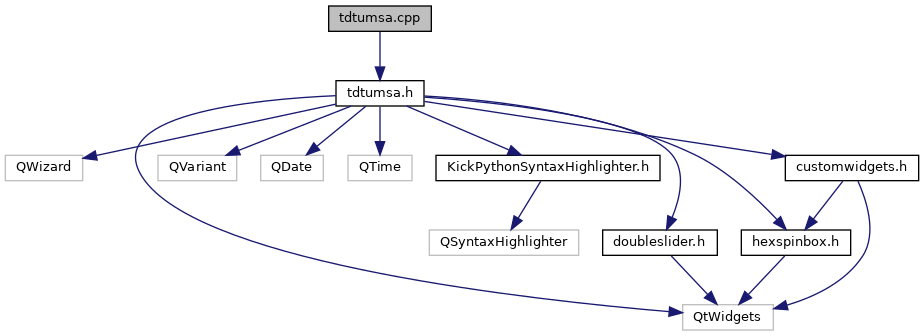 tdtumsa.cpp
tdtumsa.h
QWizard
QVariant
QDate
QTime
KickPythonSyntaxHighlighter.h
customwidgets.h
QSyntaxHighlighter
doubleslider.h
hexspinbox.h
QtWidgets